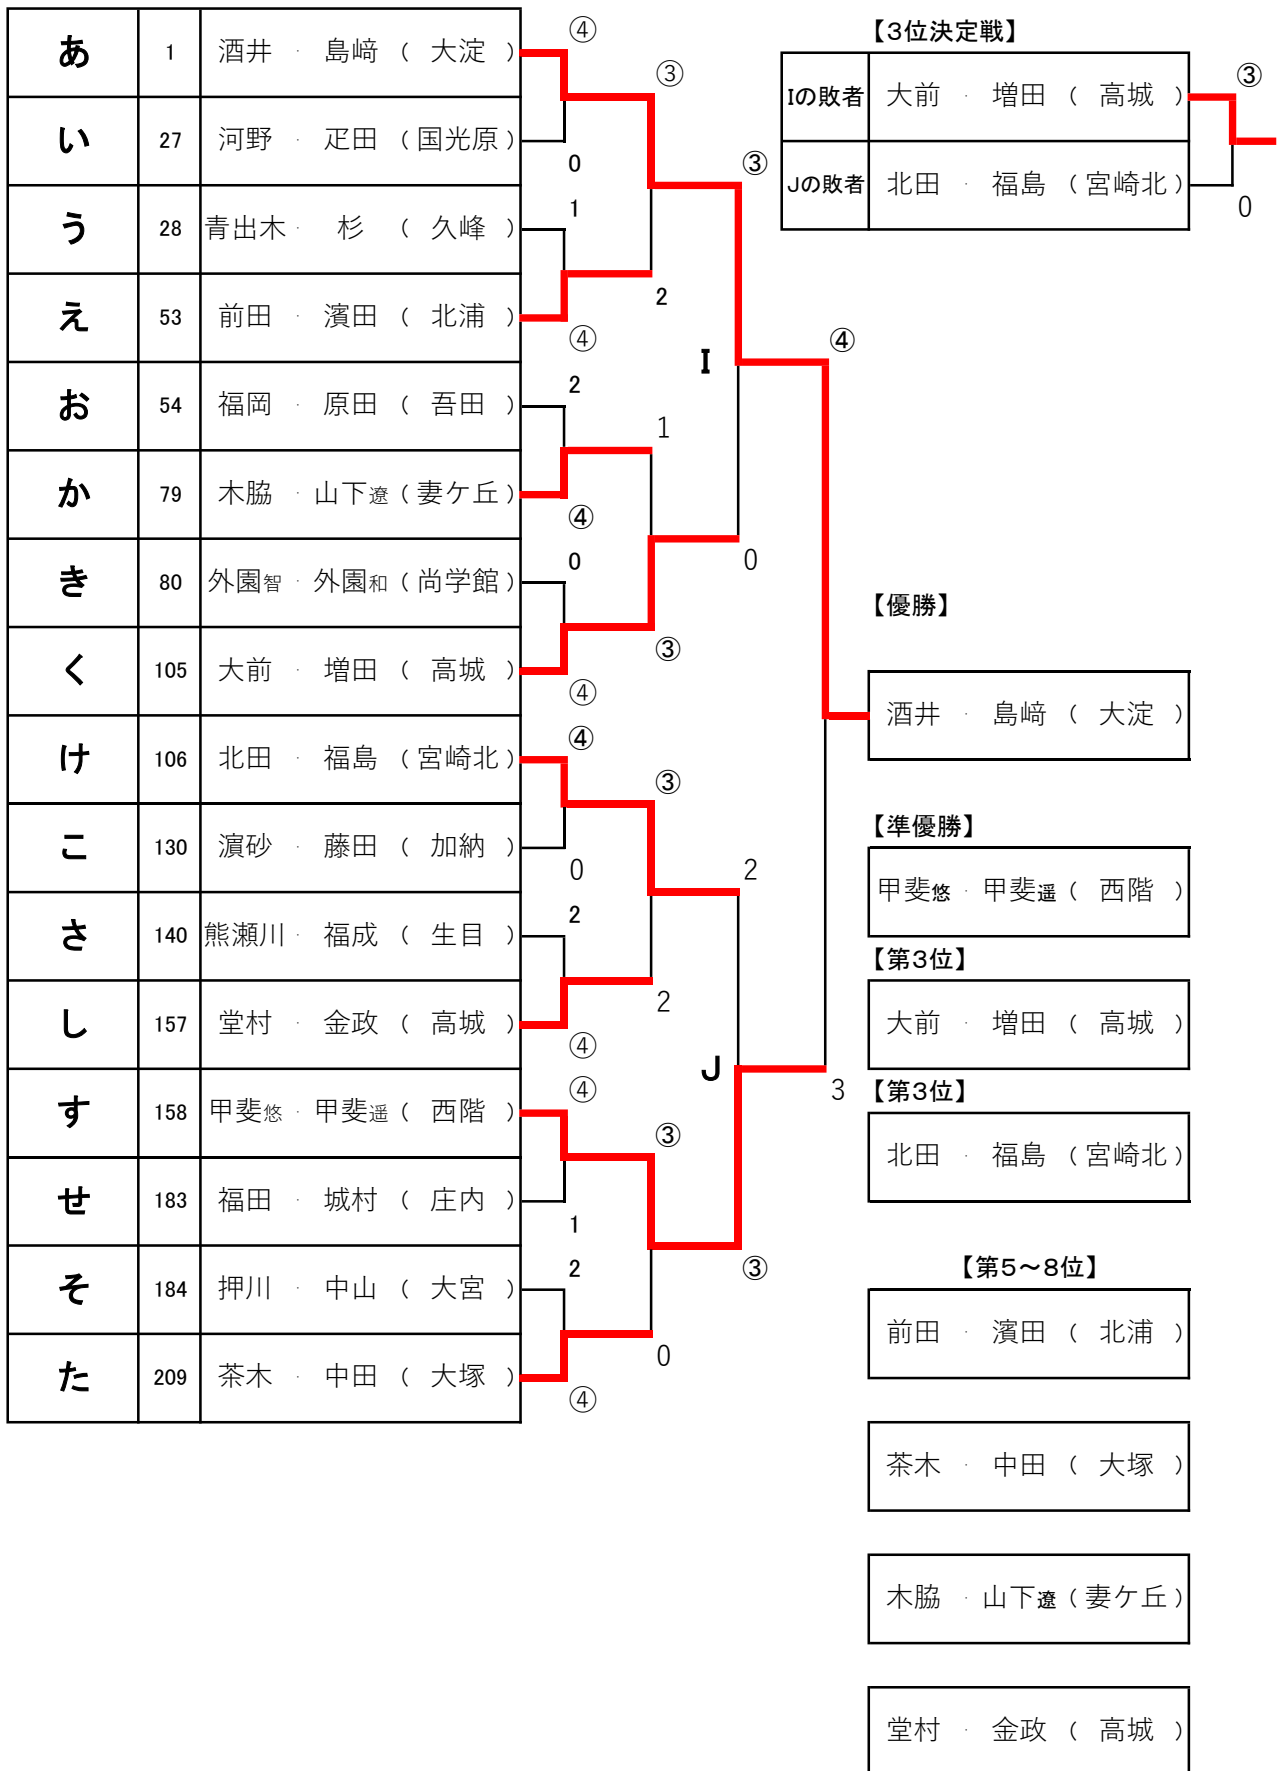 あ 1 酒井 · 島﨑 ( 大淀 )
い 27 河野 · 疋田 ( 国光原 )
う 28 青出木 · 杉 ( 久峰 )
え 53 前田 · 濱田 ( 北浦 )
お 54 福岡 · 原田 ( 吾田 )
か 79 木脇 · 山下遼 ( 妻ケ丘 )
き 80 外園智 · 外園和 ( 尚学館 )
く 105 大前 · 増田 ( 高城 )
け 106 北田 · 福島 ( 宮崎北 )
こ 130 濵砂 · 藤田 ( 加納 )
さ 140 熊瀬川 · 福成 ( 生目 )
し 157 堂村 · 金政 ( 高城 )
す 158 甲斐悠 · 甲斐遥 ( 西階 )
せ 183 福田 · 城村 ( 庄内 )
そ 184 押川 · 中山 ( 大宮 )
た 209 茶木 · 中田 ( 大塚 )
④
0
1
④
2
④
0
④
④
0
2
④
④
1
2
④
③
2
1
③
③
2
③
0
③
0
2
③
I
J
④
3
【3位決定戦】
Iの敗者 大前 · 増田 ( 高城 )
Jの敗者 北田 · 福島 ( 宮崎北 )
③
0
【優勝】
酒井 · 島﨑 ( 大淀 )
【準優勝】
甲斐悠 · 甲斐遥 ( 西階 )
【第3位】
大前 · 増田 ( 高城 )
【第3位】
北田 · 福島 ( 宮崎北 )
【第5～8位】
前田 · 濱田 ( 北浦 )
茶木 · 中田 ( 大塚 )
木脇 · 山下遼 ( 妻ケ丘 )
堂村 · 金政 ( 高城 )